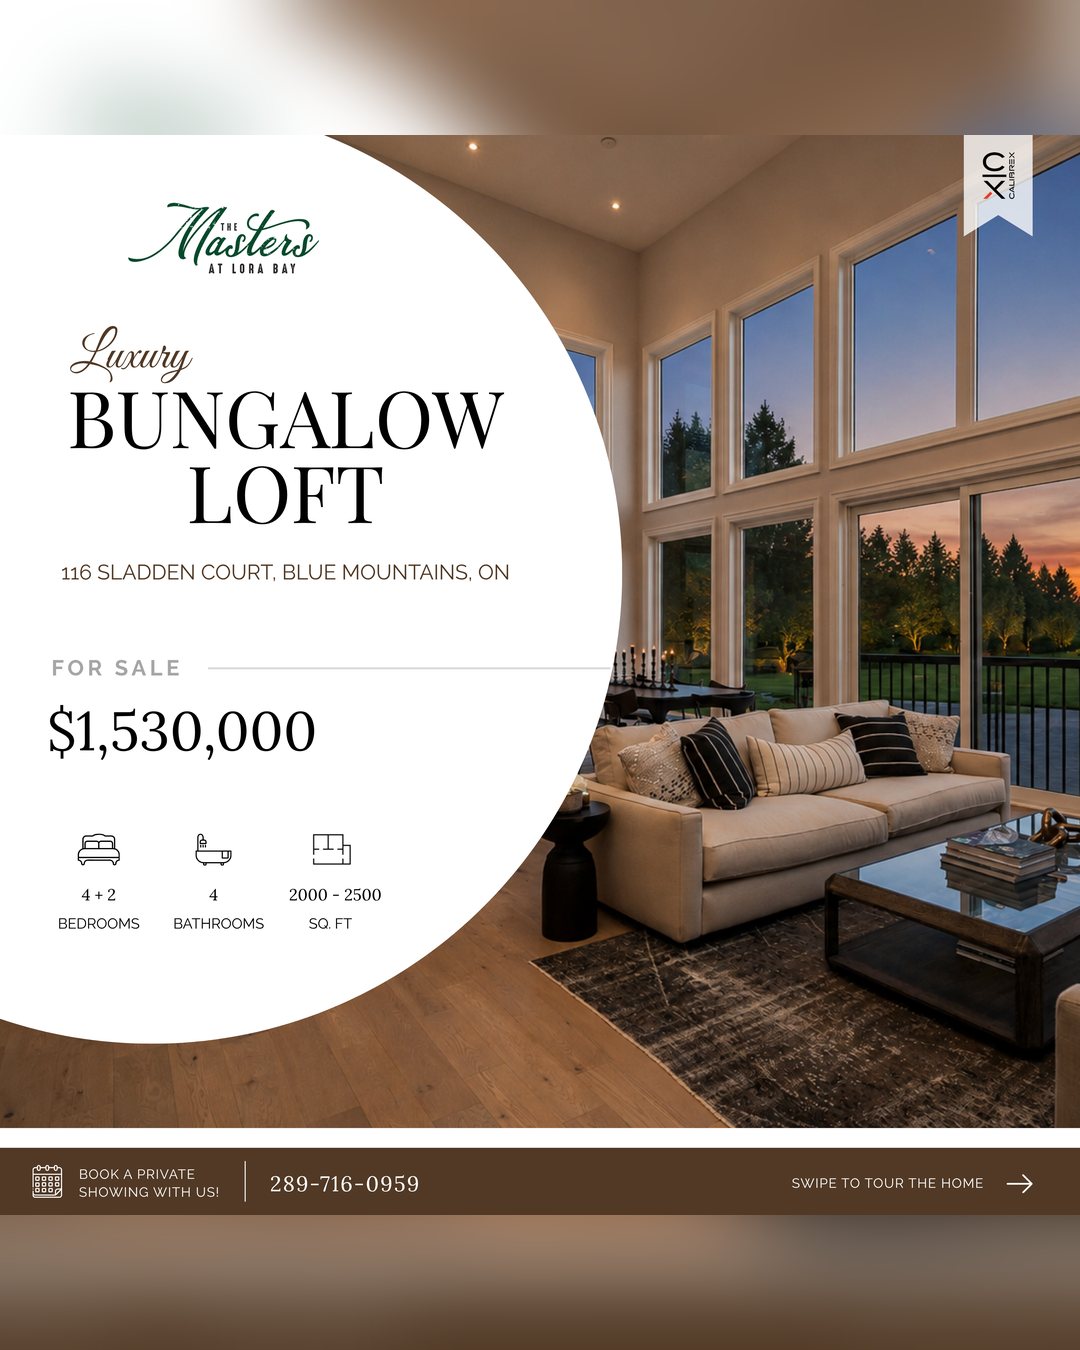 THE
Masters
AT LORA BAY
CX
CALIBREX
Luxury
BUNGALOW
LOFT
116 SLADDEN COURT, BLUE MOUNTAINS, ON
FOR SALE
$1,530,000
4 + 2
BEDROOMS
4
BATHROOMS
2000 - 2500
SQ. FT
BOOK A PRIVATE
SHOWING WITH US!
289-716-0959
SWIPE TO TOUR THE HOME